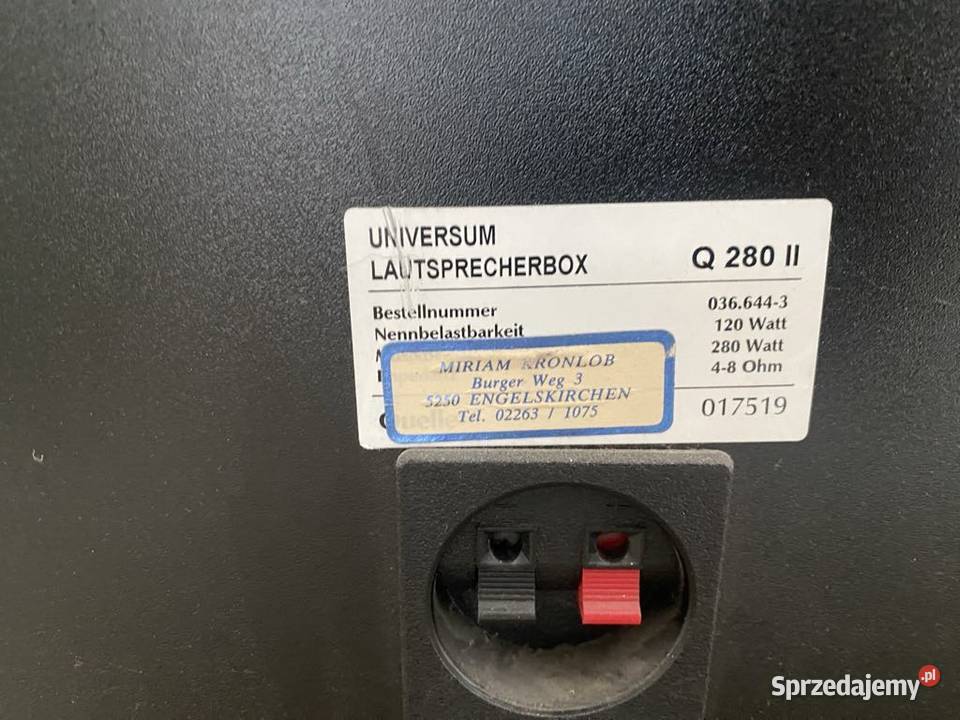 UNIVERSUM
LAUTSPRECHERBOX
Q 280 II
Bestellnummer 036.644-3
Nennbelastbarkeit 120 Watt
280 Watt
4-8 Ohm
MIRIAM KRONLOB
Burger Weg 3
5250 ENGELSKIRCHEN
Tel. 02263 / 1075
Quelle 017519
Sprzedajemy.pl